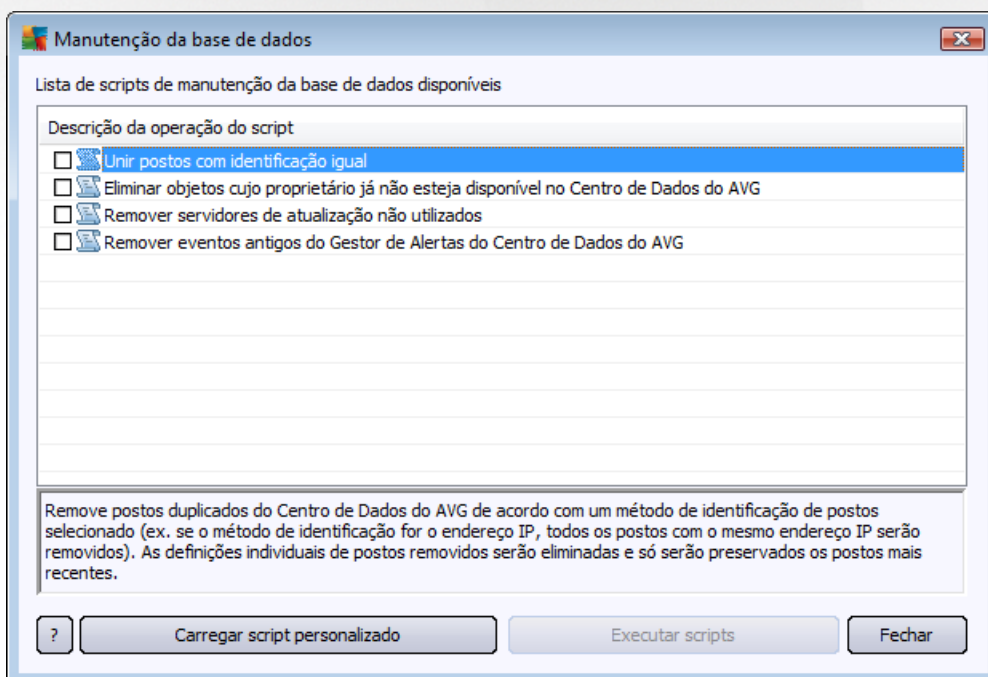 Manutenção da base de dados
Lista de scripts de manutenção da base de dados disponíveis
Descrição da operação do script
Unir postos com identificação igual
Eliminar objetos cujo proprietário já não esteja disponível no Centro de Dados do AVG
Remover servidores de atualização não utilizados
Remover eventos antigos do Gestor de Alertas do Centro de Dados do AVG
Remove postos duplicados do Centro de Dados do AVG de acordo com um método de identificação de postos
selecionado (ex. se o método de identificação for o endereço IP, todos os postos com o mesmo endereço IP serão
removidos). As definições individuais de postos removidos serão eliminadas e só serão preservados os postos mais
recentes.
? Carregar script personalizado Executar scripts Fechar